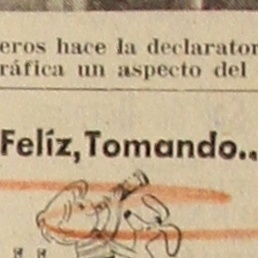 eros hace la declarator
ráfica un aspecto del
Felíz, Tomando..